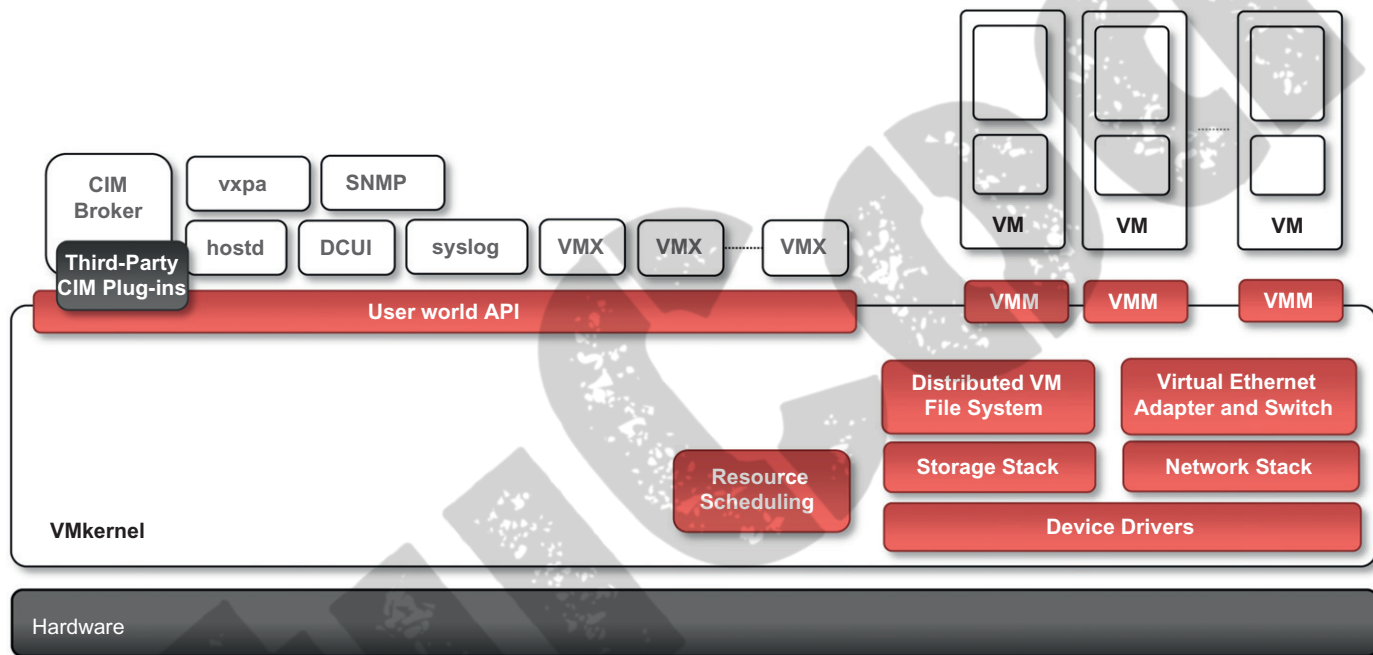 CIM
Broker
vxpa
SNMP
hostd
DCUI
syslog
VMX
VMX
VMX
Third-Party
CIM Plug-ins
User world API
VM
VM
VM
VMM
VMM
VMM
Distributed VM
File System
Virtual Ethernet
Adapter and Switch
Storage Stack
Network Stack
Resource
Scheduling
Device Drivers
VMkernel
Hardware